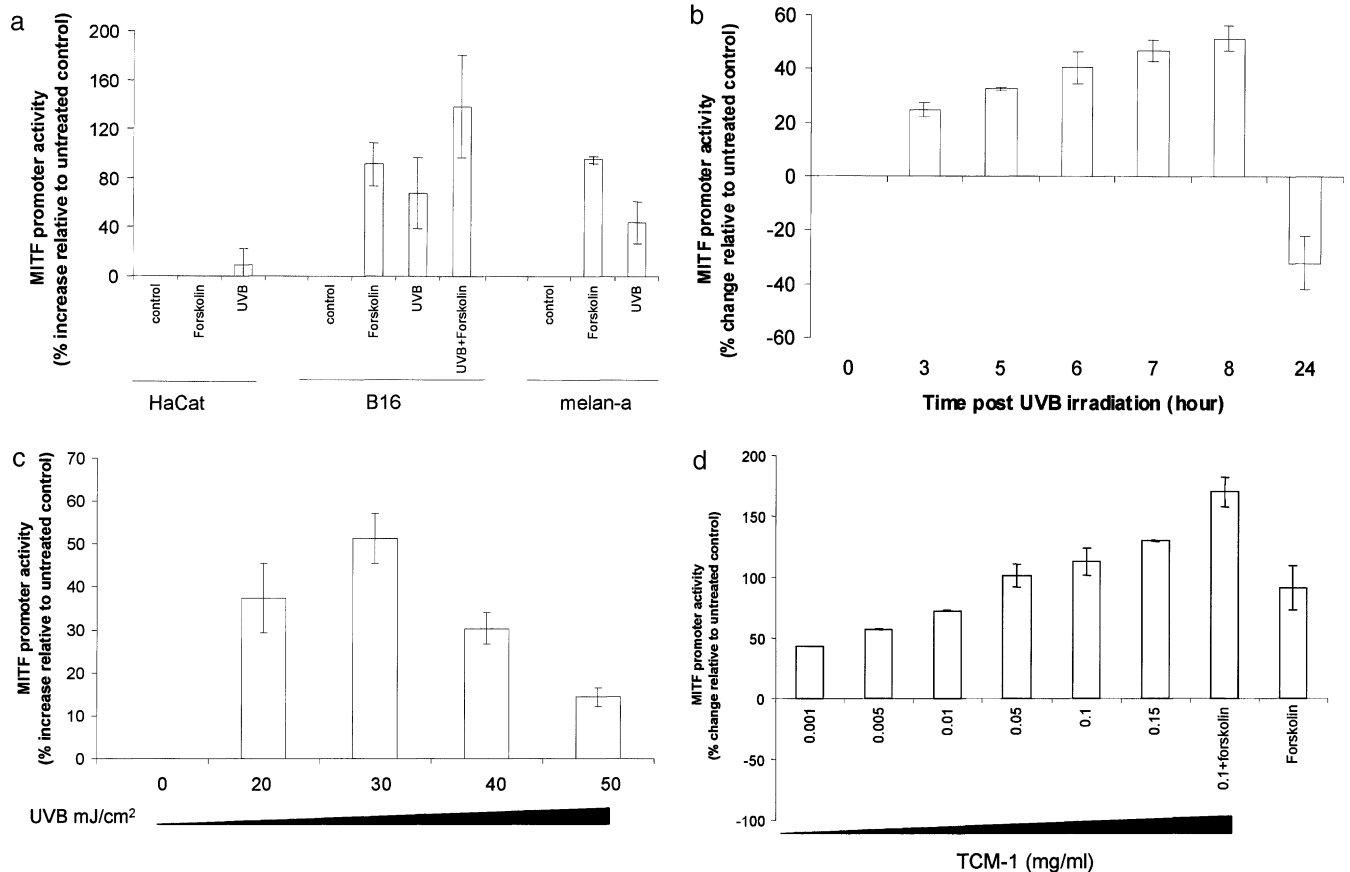 a
MITF promoter activity
(% increase relative to untreated control)
200
160
120
80
40
0
control
Forskolin
UVB
control
Forskolin
UVB
UVB+Forskolin
control
Forskolin
UVB
HaCat
B16
melan-a
b
MITF promoter activity
(% change relative to untreated control)
60
40
20
0
-20
-40
-60
0 3 5 6 7 8 24
Time post UVB irradiation (hour)
c
MITF promoter activity
(% increase relative to untreated control)
70
60
50
40
30
20
10
0
0 20 30 40 50
UVB mJ/cm²
d
MITF promoter activity
(% change relative to untreated control)
200
150
100
50
0
-50
-100
0.001
0.005
0.01
0.05
0.1
0.15
0.1+forskolin
Forskolin
TCM-1 (mg/ml)